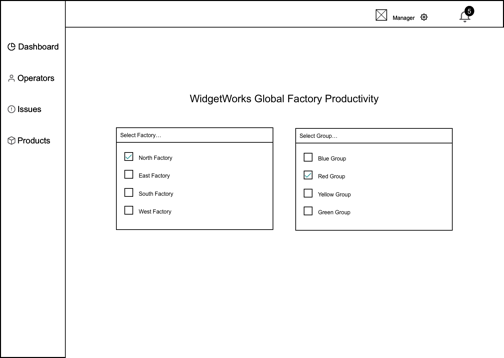 5
Manager
Dashboard
Operators
Issues
Products
WidgetWorks Global Factory Productivity
Select Factory...
North Factory
East Factory
South Factory
West Factory
Select Group...
Blue Group
Red Group
Yellow Group
Green Group